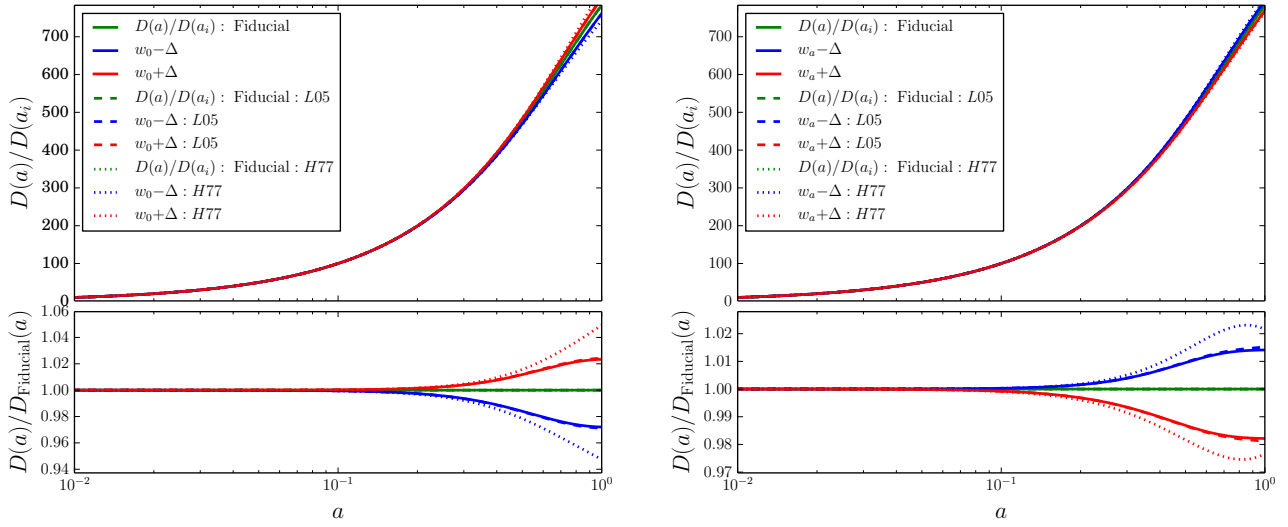 D(a)/D(a_i)
700
600
500
400
300
200
100
0
D(a)/D(a_i) : Fiducial
w_0−Δ
w_0+Δ
D(a)/D(a_i) : Fiducial : L05
w_0−Δ : L05
w_0+Δ : L05
D(a)/D(a_i) : Fiducial : H77
w_0−Δ : H77
w_0+Δ : H77
D(a)/D_Fiducial(a)
1.06
1.04
1.02
1.00
0.98
0.96
0.94
10^−2
10^−1
10^0
a
D(a)/D(a_i)
700
600
500
400
300
200
100
0
D(a)/D(a_i) : Fiducial
w_a−Δ
w_a+Δ
D(a)/D(a_i) : Fiducial : L05
w_a−Δ : L05
w_a+Δ : L05
D(a)/D(a_i) : Fiducial : H77
w_a−Δ : H77
w_a+Δ : H77
D(a)/D_Fiducial(a)
1.02
1.01
1.00
0.99
0.98
0.97
10^−2
10^−1
10^0
a